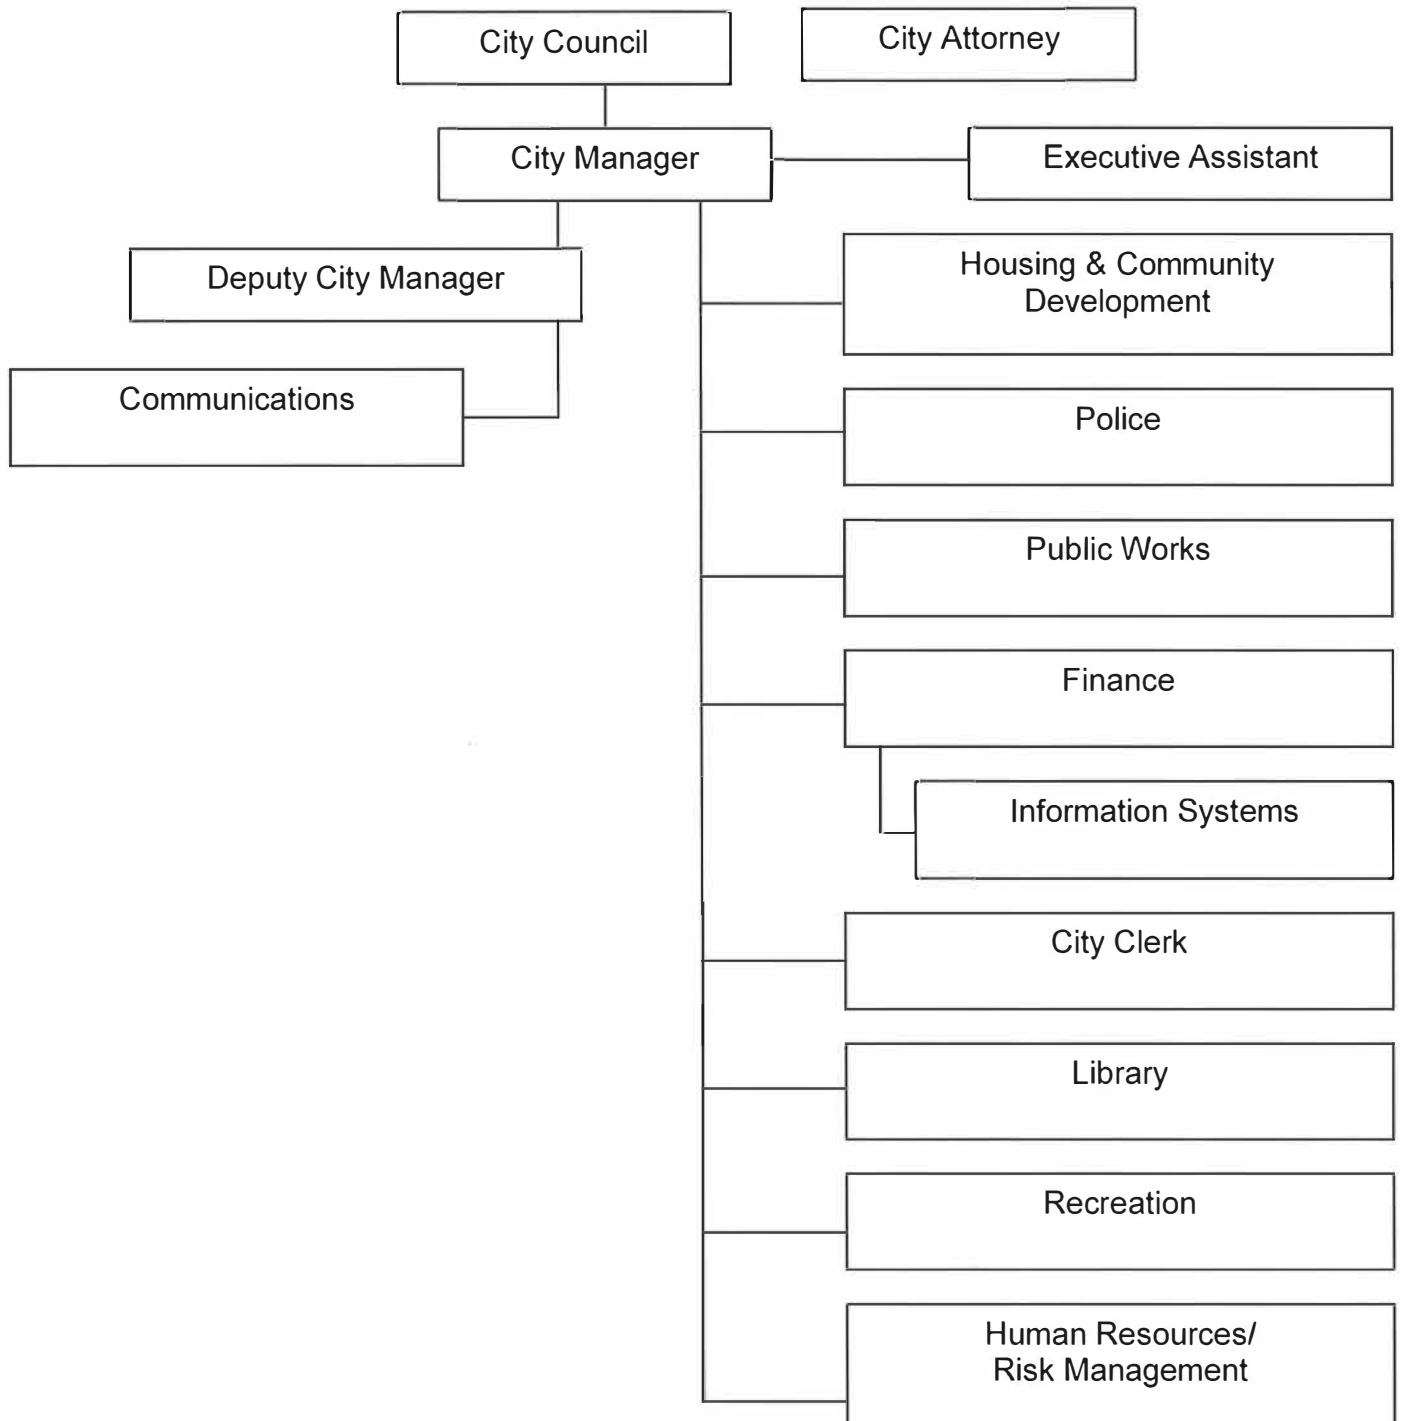 City Council
City Attorney
City Manager
Executive Assistant
Deputy City Manager
Housing & Community
Development
Communications
Police
Public Works
Finance
Information Systems
City Clerk
Library
Recreation
Human Resources/
Risk Management